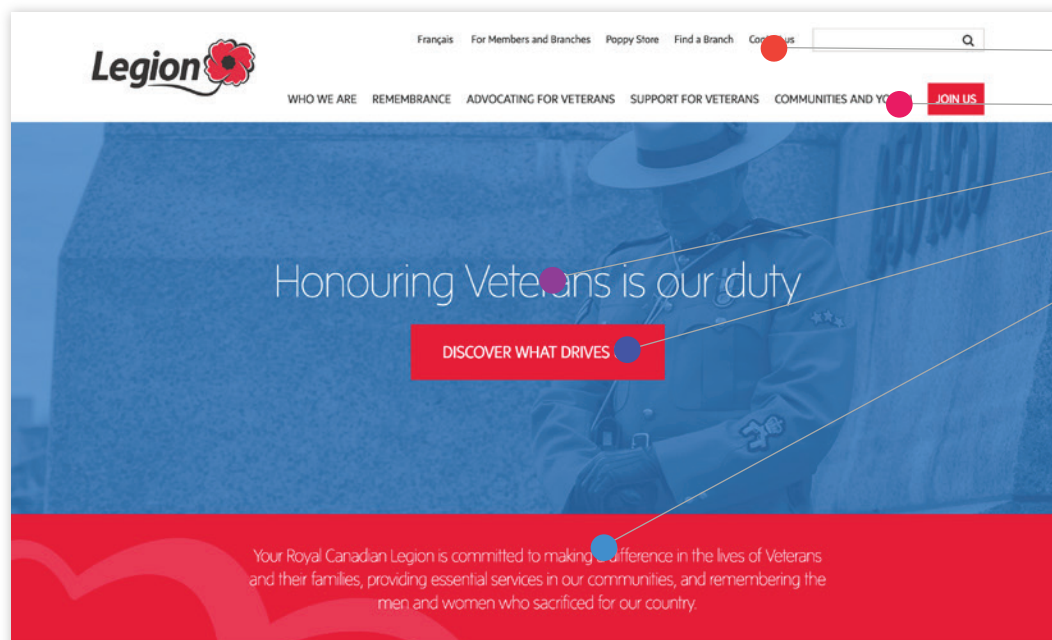 Legion
Français For Members and Branches Poppy Store Find a Branch
WHO WE ARE REMEMBRANCE ADVOCATING FOR VETERANS SUPPORT FOR VETERANS COMMUNITIES AND JOIN US
Honouring Veterans is our duty
DISCOVER WHAT DRIVES
Your Royal Canadian Legion is committed to making difference in the lives of Veterans
and their families, providing essential services in our communities, and remembering the
men and women who sacrificed for our country.